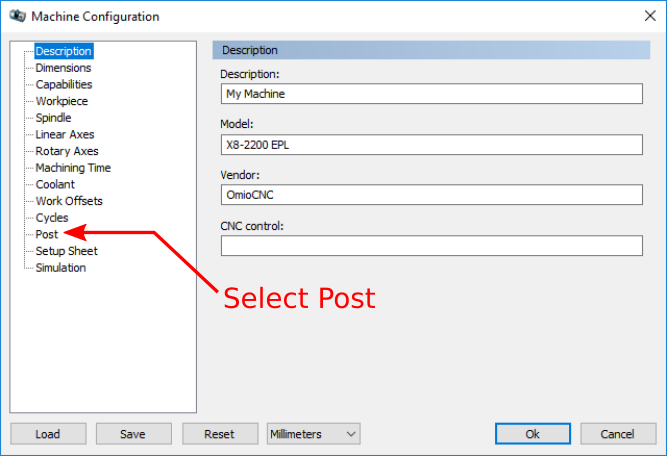 Machine Configuration
Description
Dimensions
Capabilities
Workpiece
Spindle
Linear Axes
Rotary Axes
Machining Time
Coolant
Work Offsets
Cycles
Post
Setup Sheet
Simulation
Description
Description:
My Machine
Model:
X8-2200 EPL
Vendor:
OmioCNC
CNC control:
Select Post
Load
Save
Reset
Millimeters
Ok
Cancel